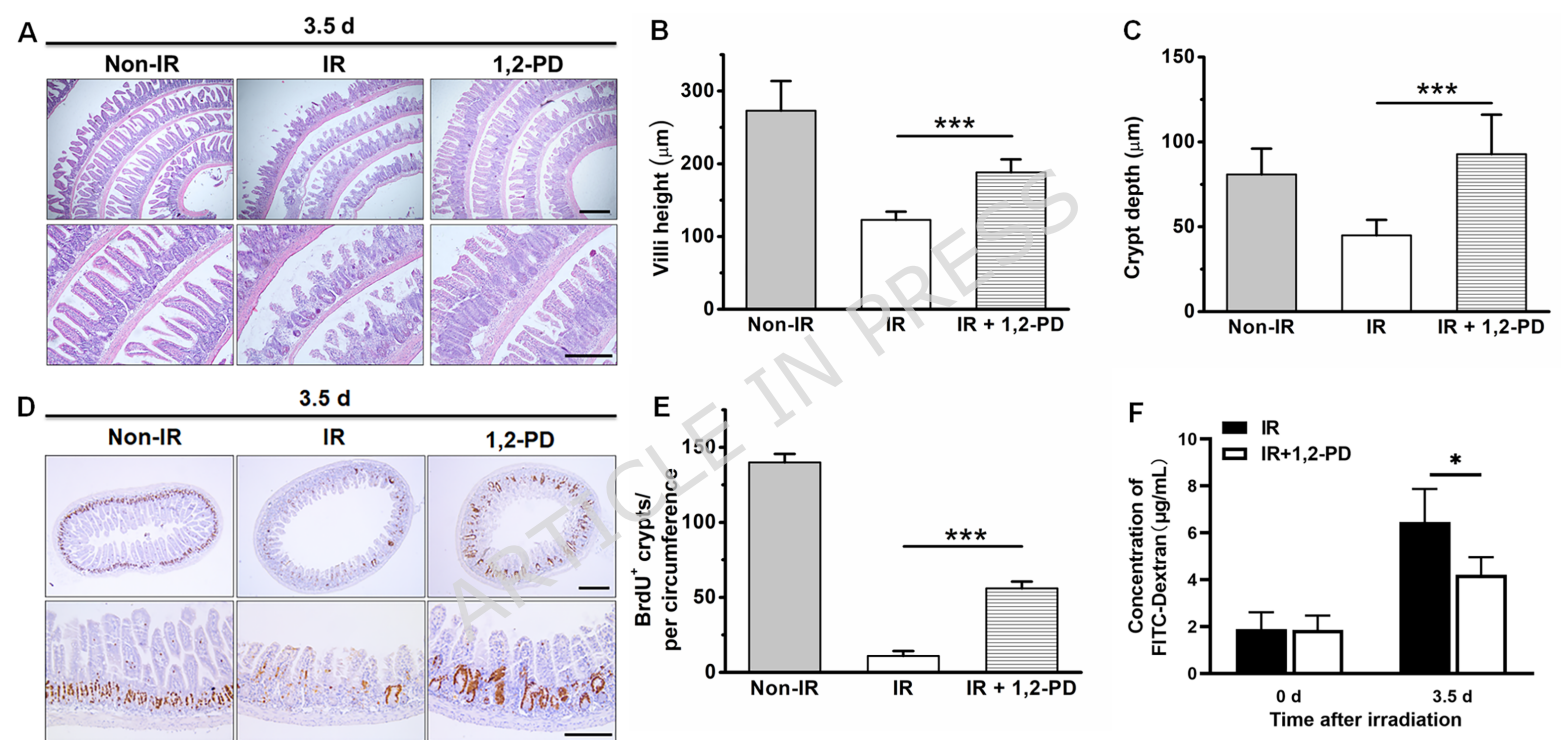 A
3.5 d
Non-IR IR 1,2-PD
B
Villi height (μm)
300
200
100
0
***
Non-IR IR IR + 1,2-PD
C
Crypt depth (μm)
150
100
50
0
***
Non-IR IR IR + 1,2-PD
D
3.5 d
Non-IR IR 1,2-PD
E
BrdU⁺ crypts/
per circumference
150
100
50
0
***
Non-IR IR IR + 1,2-PD
F
IR
IR+1,2-PD
Concentration of
FITC-Dextran (μg/mL)
10
8
6
4
2
0
*
0 d 3.5 d
Time after irradiation
ARTICLE IN PRESS